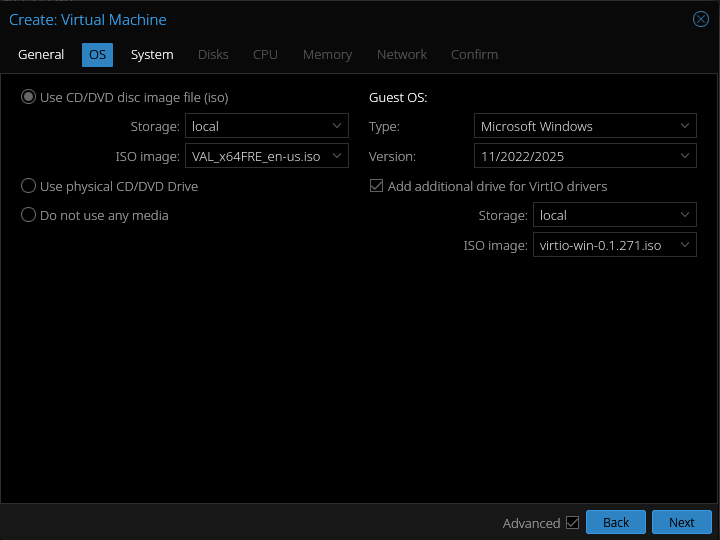 Create: Virtual Machine
General OS System Disks CPU Memory Network Confirm
Use CD/DVD disc image file (iso)
Storage: local
ISO image: VAL_x64FRE_en-us.iso
Use physical CD/DVD Drive
Do not use any media
Guest OS:
Type: Microsoft Windows
Version: 11/2022/2025
Add additional drive for VirtIO drivers
Storage: local
ISO image: virtio-win-0.1.271.iso
Advanced Back Next